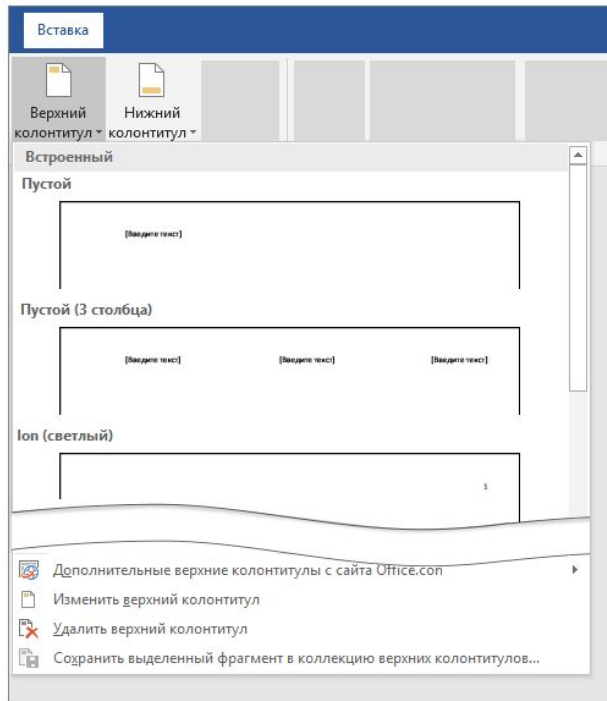 Вставка
Верхний колонтитул
Нижний колонтитул
Встроенный
Пустой
[Введите текст]
Пустой (3 столбца)
[Введите текст] [Введите текст] [Введите текст]
Ion (светлый)
1
Дополнительные верхние колонтитулы с сайта Office.con
Изменить верхний колонтитул
Удалить верхний колонтитул
Сохранить выделенный фрагмент в коллекцию верхних колонтитулов...